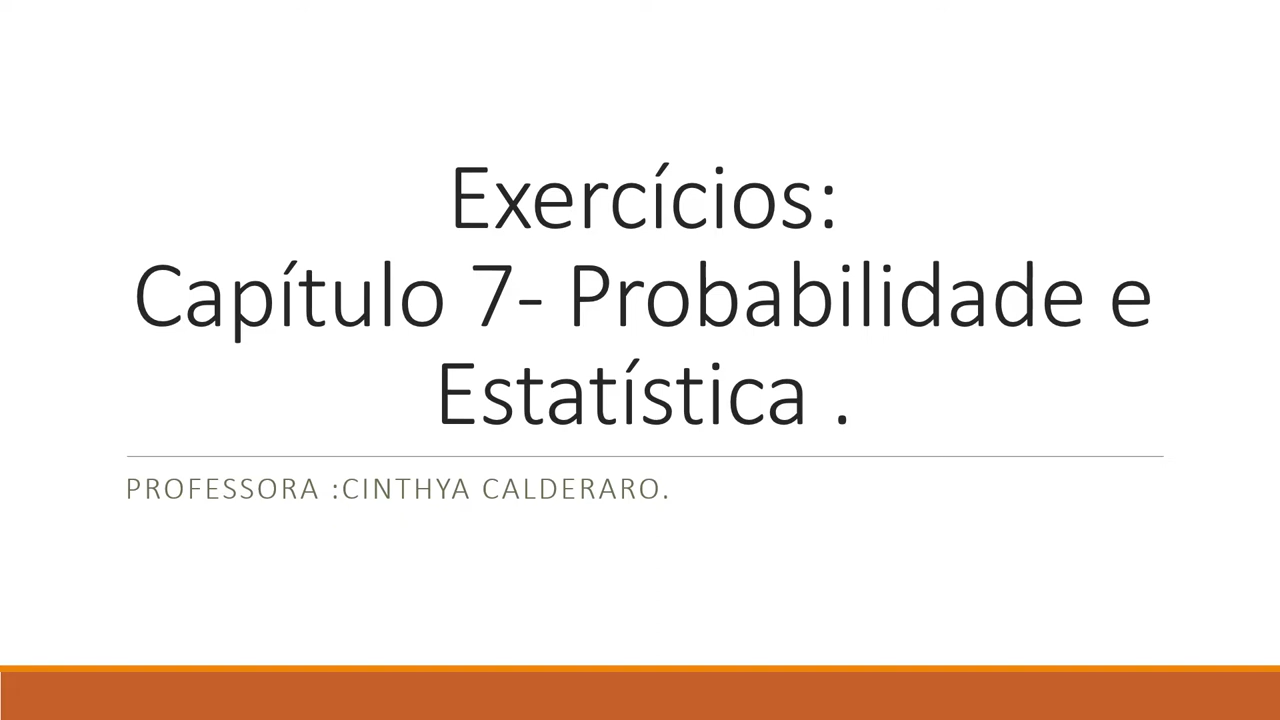 Exercícios:
Capítulo 7- Probabilidade e
Estatística .
PROFESSORA :CINTHYA CALDERARO.